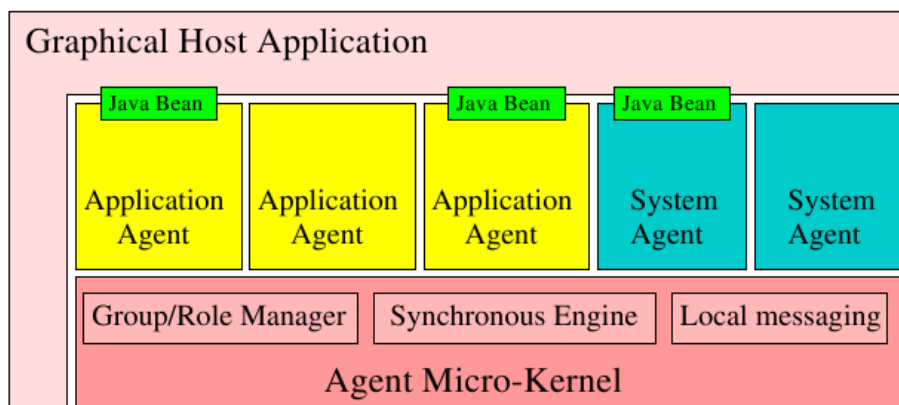 Graphical Host Application
Java Bean
Java Bean
Java Bean
Application
Agent
Application
Agent
Application
Agent
System
Agent
System
Agent
Group/Role Manager
Synchronous Engine
Local messaging
Agent Micro-Kernel